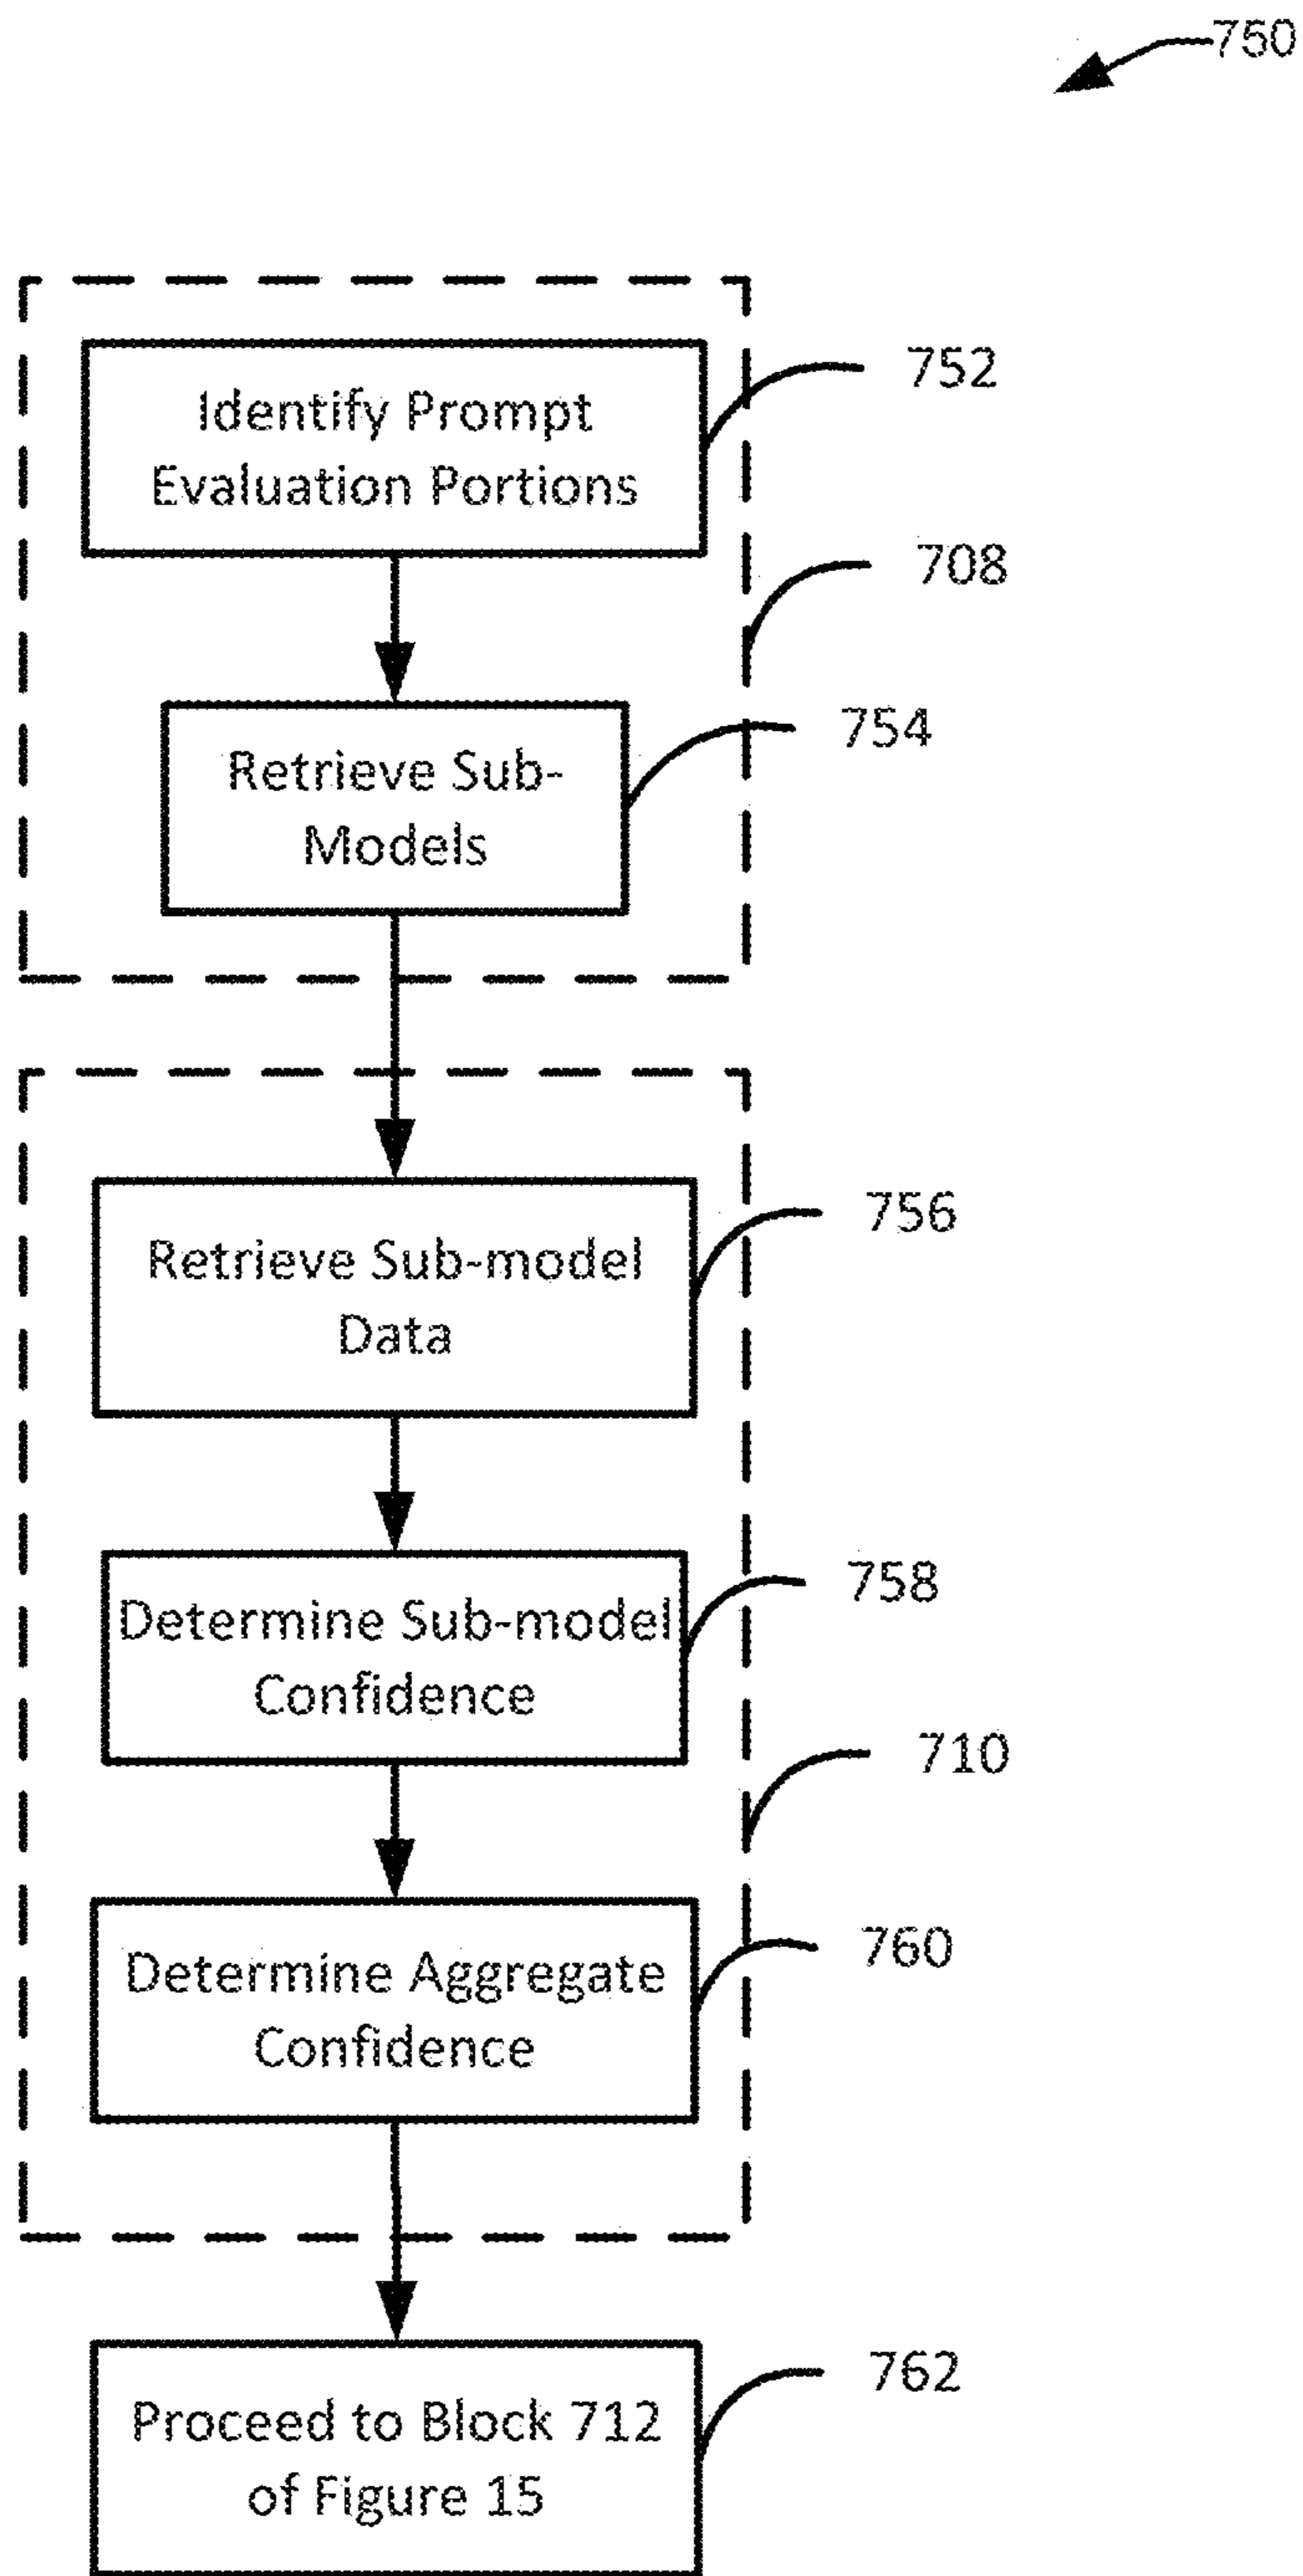 750
Identify Prompt
Evaluation Portions
752
708
Retrieve Sub-
Models
754
Retrieve Sub-model
Data
756
Determine Sub-model
Confidence
758
710
Determine Aggregate
Confidence
760
Proceed to Block 712
of Figure 15
762